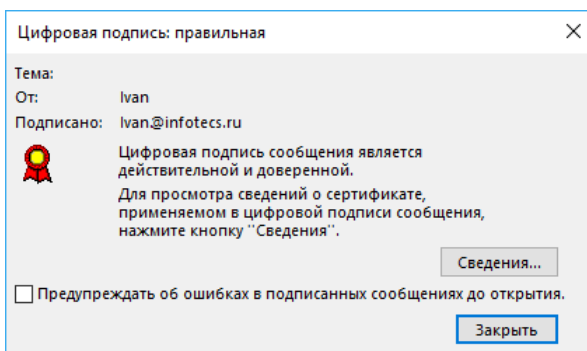 Цифровая подпись: правильная
Тема:
От: Ivan
Подписано: Ivan@infotecs.ru
Цифровая подпись сообщения является
действительной и доверенной.
Для просмотра сведений о сертификате,
применяемом в цифровой подписи сообщения,
нажмите кнопку "Сведения".
Сведения...
Предупреждать об ошибках в подписанных сообщениях до открытия.
Закрыть